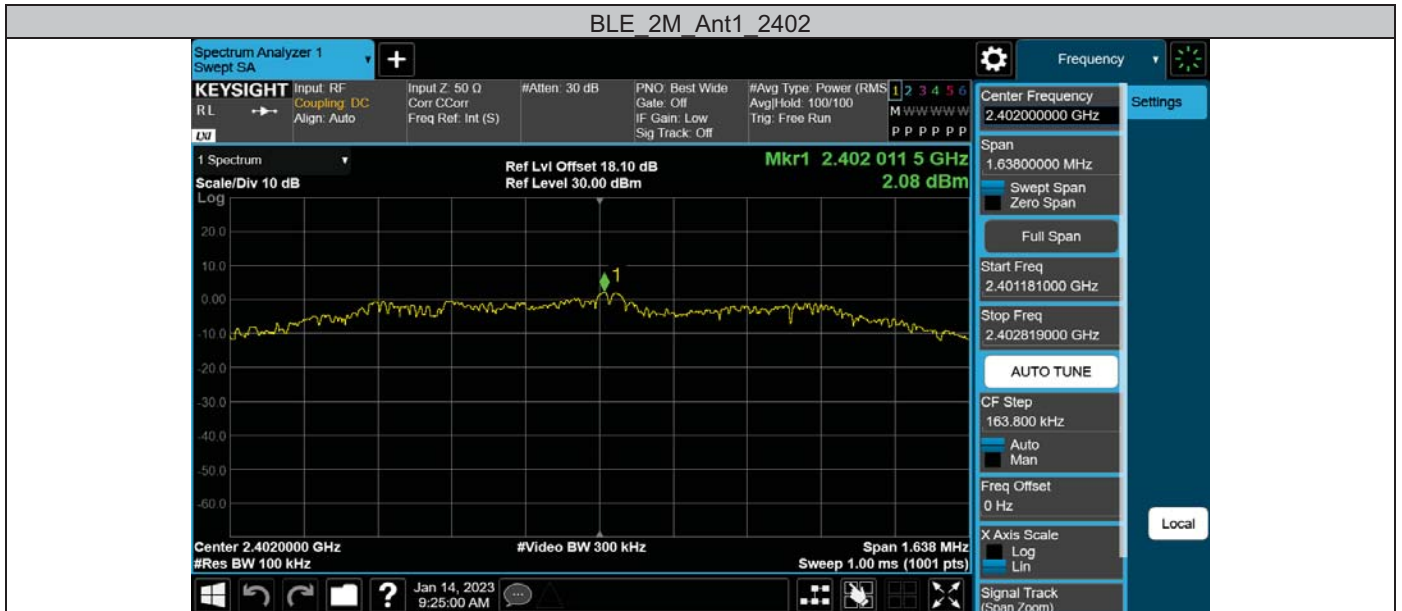 BLE_2M_Ant1_2402
Spectrum Analyzer 1
Swept SA
+
Frequency
KEYSIGHT
RL
LXI
Input: RF
Coupling: DC
Align: Auto
Input Z: 50 Ω
Corr CCorr
Freq Ref: Int (S)
#Atten: 30 dB
PNO: Best Wide
Gate: Off
IF Gain: Low
Sig Track: Off
#Avg Type: Power (RMS
Avg|Hold: 100/100
Trig: Free Run
1 2 3 4 5 6
M W W W W W
P P P P P P
1 Spectrum
Scale/Div 10 dB
Log
Ref Lvl Offset 18.10 dB
Ref Level 30.00 dBm
Mkr1 2.402 011 5 GHz
2.08 dBm
20.0
10.0
0.00
-10.0
-20.0
-30.0
-40.0
-50.0
-60.0
1
Center 2.4020000 GHz
#Res BW 100 kHz
#Video BW 300 kHz
Span 1.638 MHz
Sweep 1.00 ms (1001 pts)
Center Frequency
2.402000000 GHz
Span
1.63800000 MHz
Swept Span
Zero Span
Full Span
Start Freq
2.401181000 GHz
Stop Freq
2.402819000 GHz
AUTO TUNE
CF Step
163.800 kHz
Auto
Man
Freq Offset
0 Hz
X Axis Scale
Log
Lin
Signal Track
(Span Zoom)
Settings
Local
?
Jan 14, 2023
9:25:00 AM